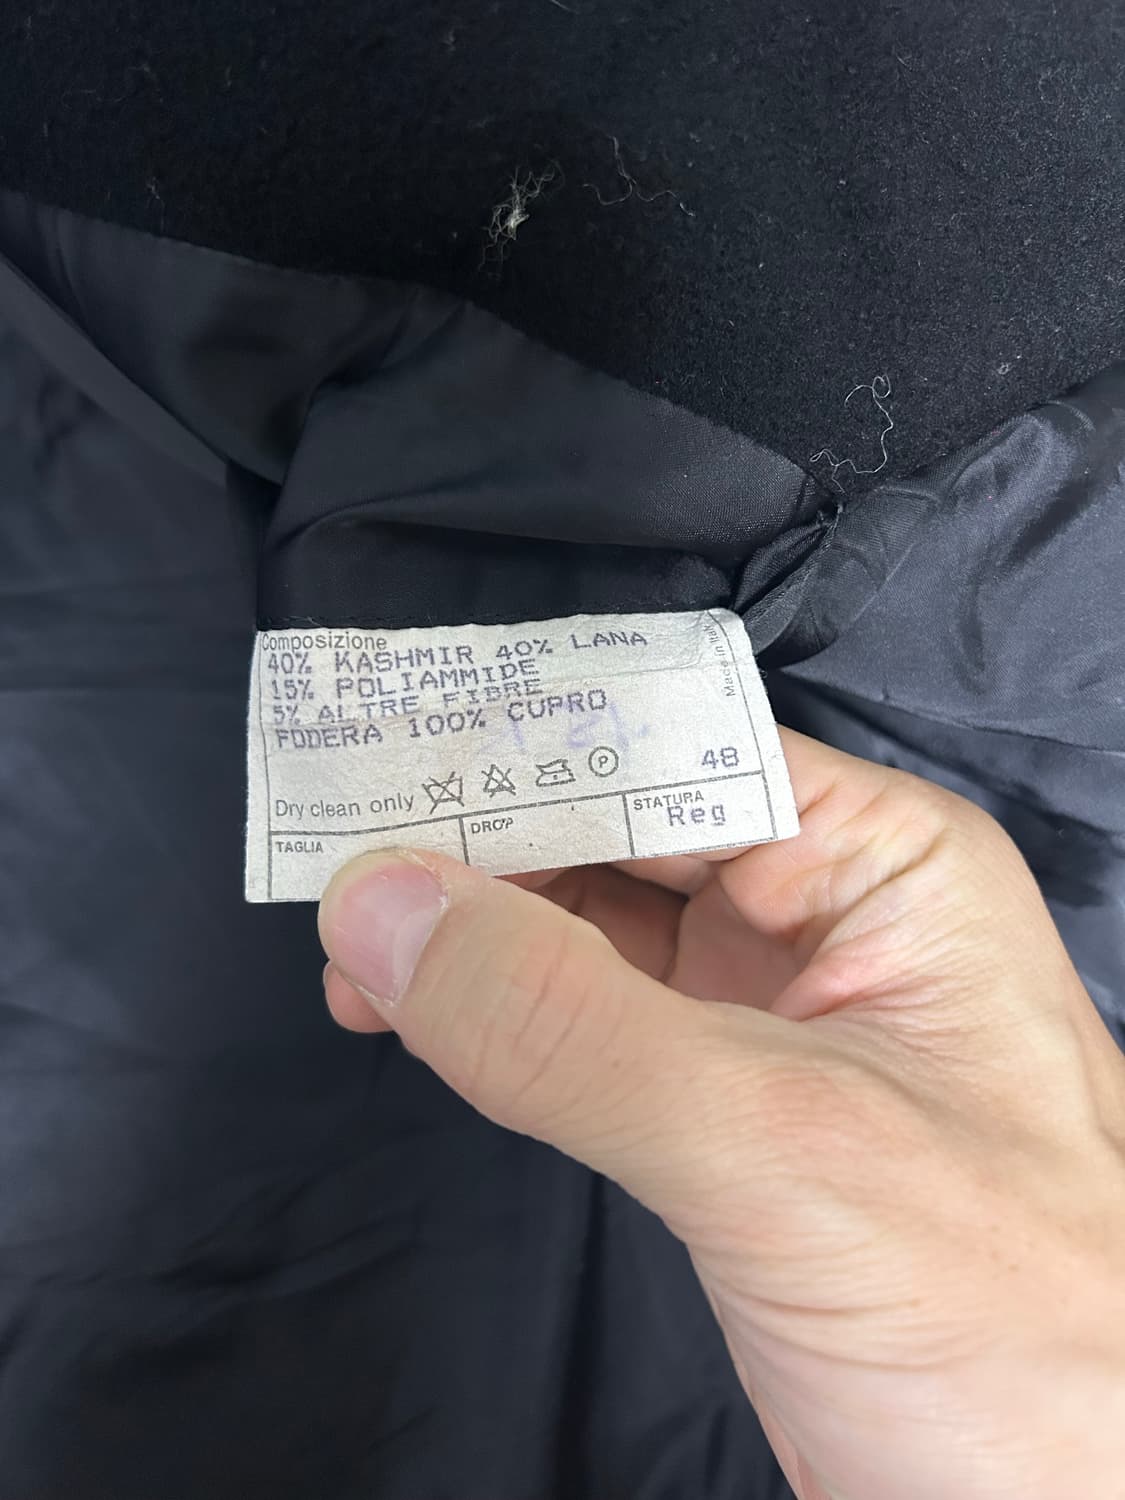 Composizione
40% KASHMIR 40% LANA
15% POLIAMMIDE
5% ALTRE FIBRE
FODERA 100% CUPRO
Made in Italy
Dry clean only
P
48
TAGLIA
DROP
STATURA
Reg